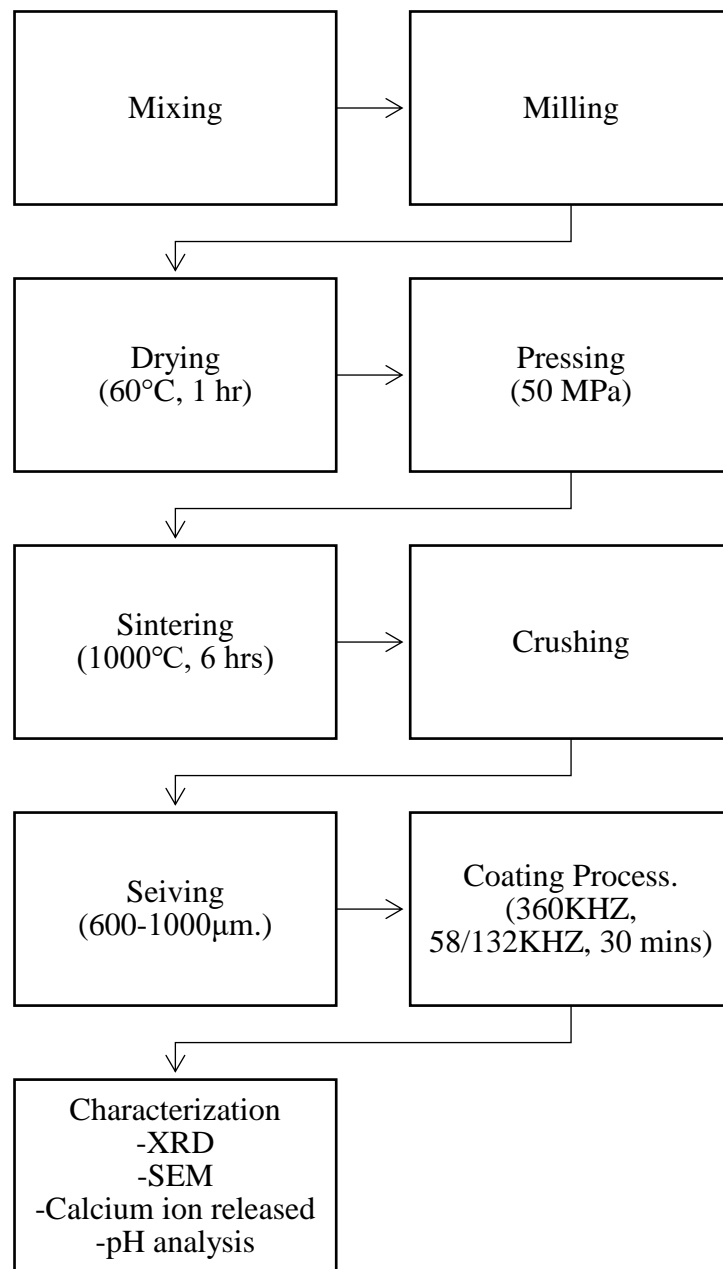 Mixing
Milling
Drying
(60°C, 1 hr)
Pressing
(50 MPa)
Sintering
(1000℃, 6 hrs)
Crushing
Seiving
(600-1000μm.)
Coating Process.
(360KHZ,
58/132KHZ, 30 mins)
Characterization
-XRD
-SEM
-Calcium ion released
-pH analysis